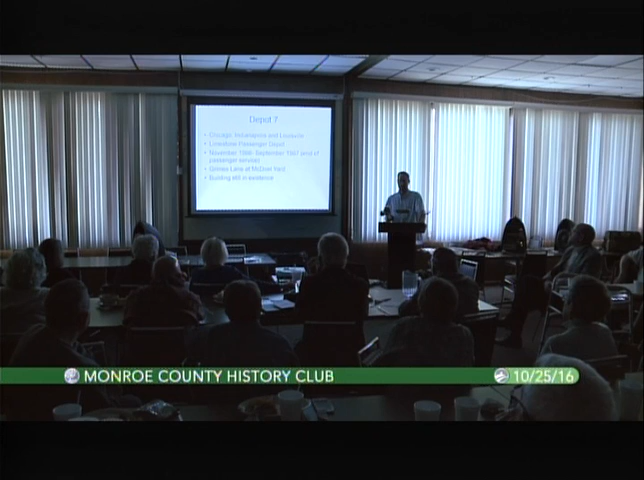 Depot 7
• Chicago, Indianapolis and Louisville
• Limestone Passenger Depot
• November 1906- September 1967 (end of
passenger service)
• Grimes Lane at McDoel Yard
• Building still in existence
MONROE COUNTY HISTORY CLUB
10/25/16